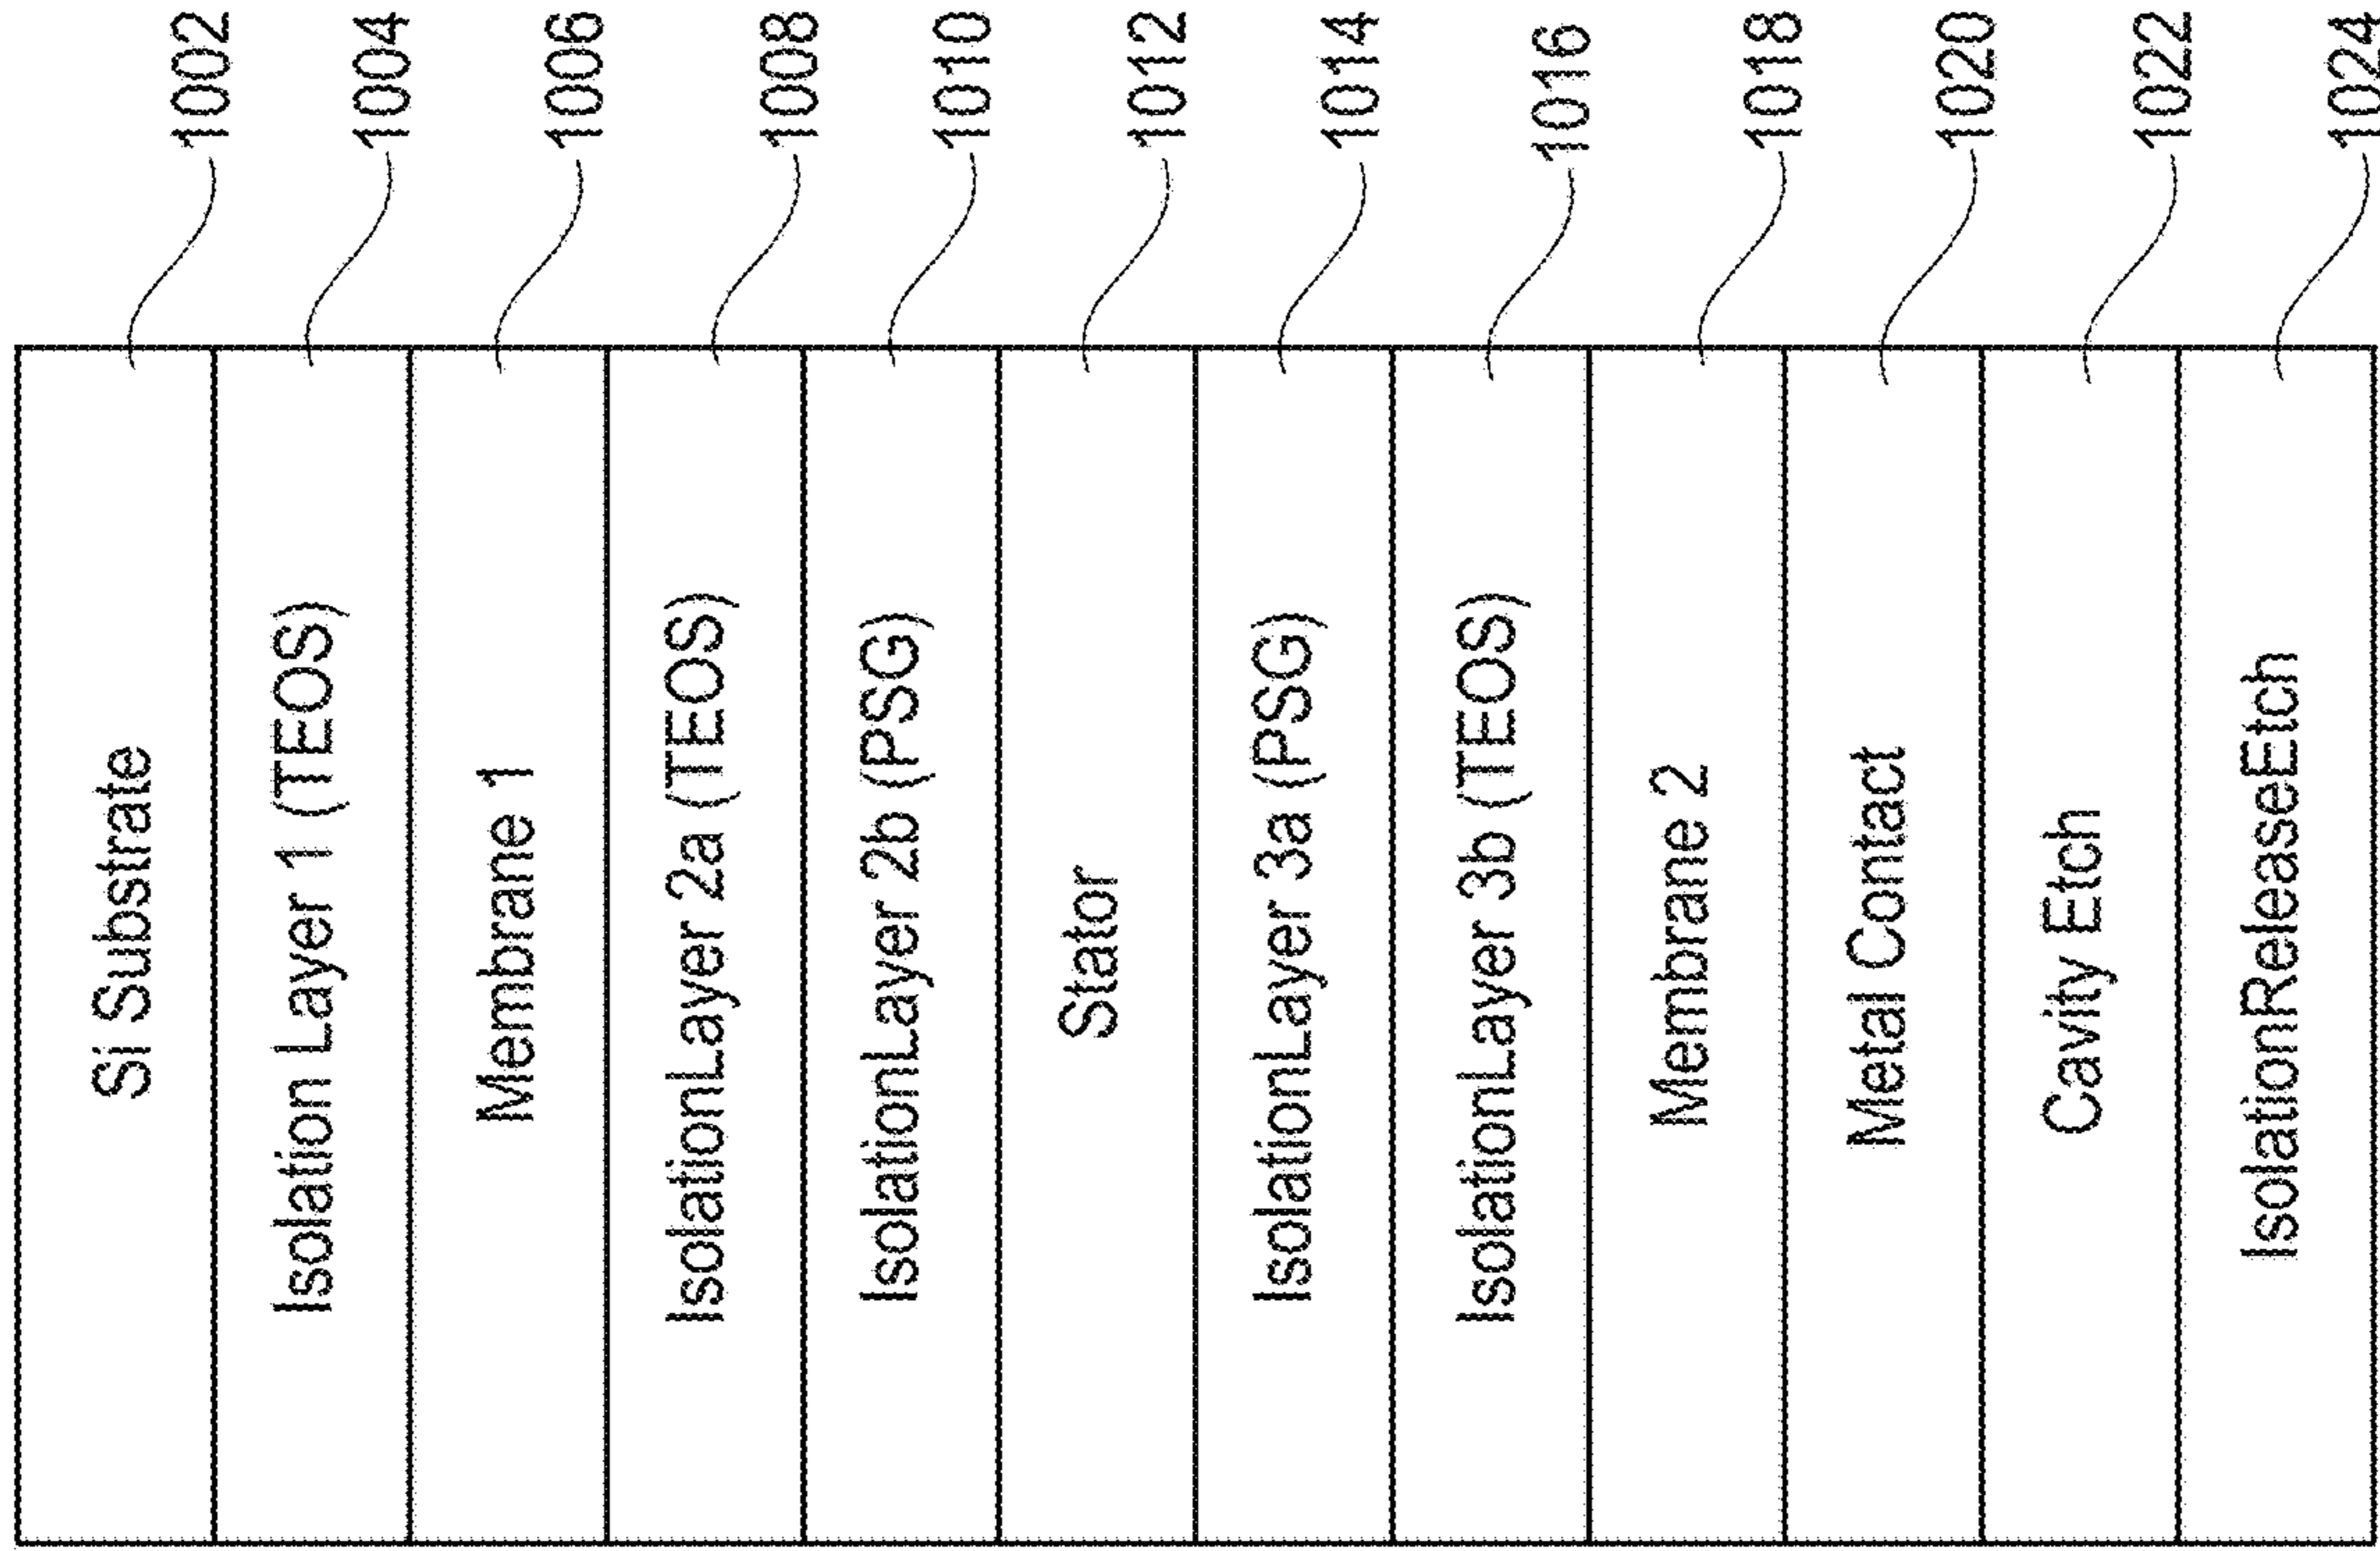 Si Substrate 1002
Isolation Layer 1 (TEOS) 1004
Membrane 1 1006
IsolationLayer 2a (TEOS) 1008
IsolationLayer 2b (PSG) 1010
Stator 1012
IsolationLayer 3a (PSG) 1014
IsolationLayer 3b (TEOS) 1016
Membrane 2 1018
Metal Contact 1020
Cavity Etch 1022
IsolationReleaseEtch 1024